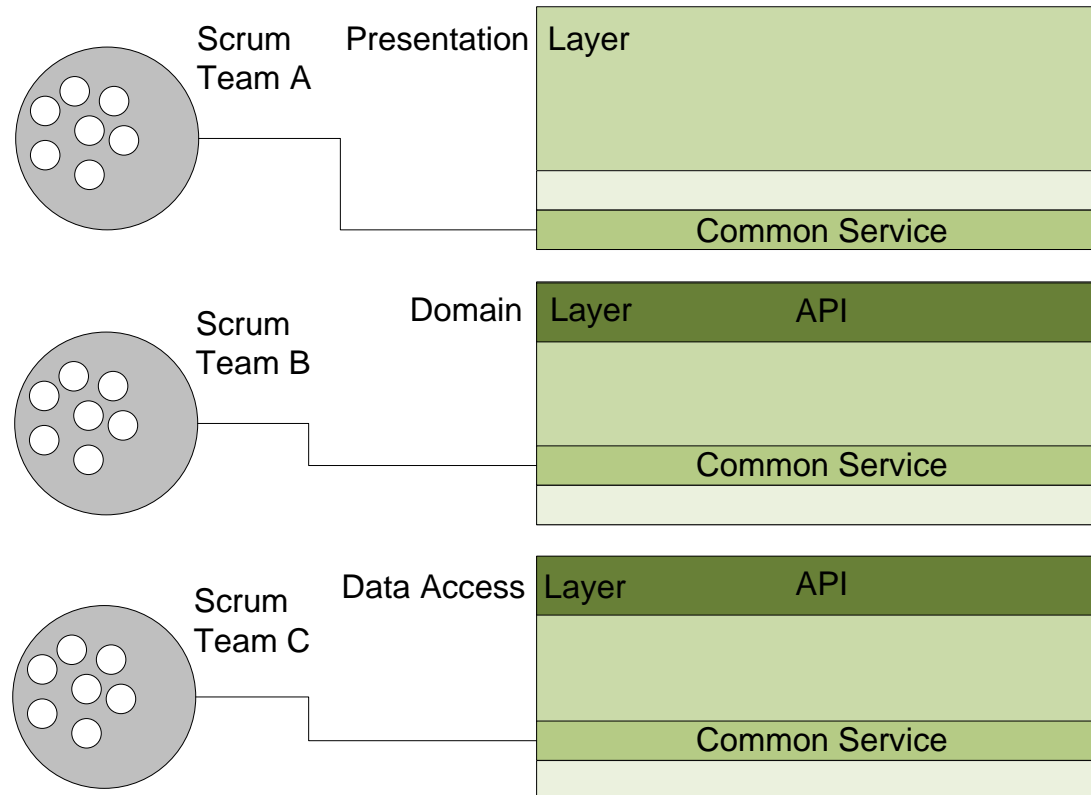 Scrum
Team A
Presentation Layer
Common Service
Scrum
Team B
Domain Layer
API
Common Service
Scrum
Team C
Data Access Layer
API
Common Service